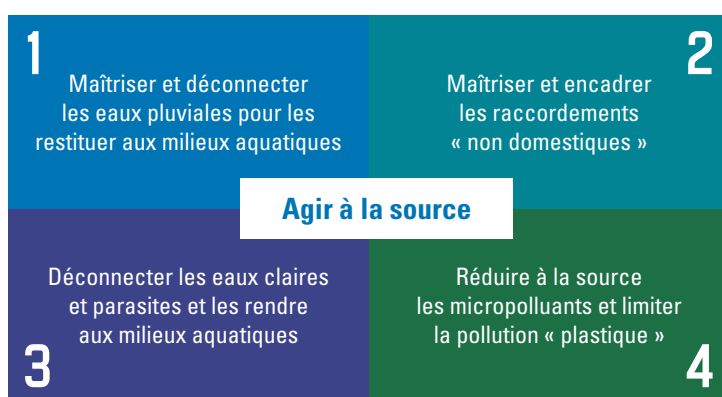 1
Maîtriser et déconnecter
les eaux pluviales pour les
restituer aux milieux aquatiques
2
Maîtriser et encadrer
les raccordements
« non domestiques »
Agir à la source
Déconnecter les eaux claires
et parasites et les rendre
aux milieux aquatiques
3
Réduire à la source
les micropolluants et limiter
la pollution « plastique »
4